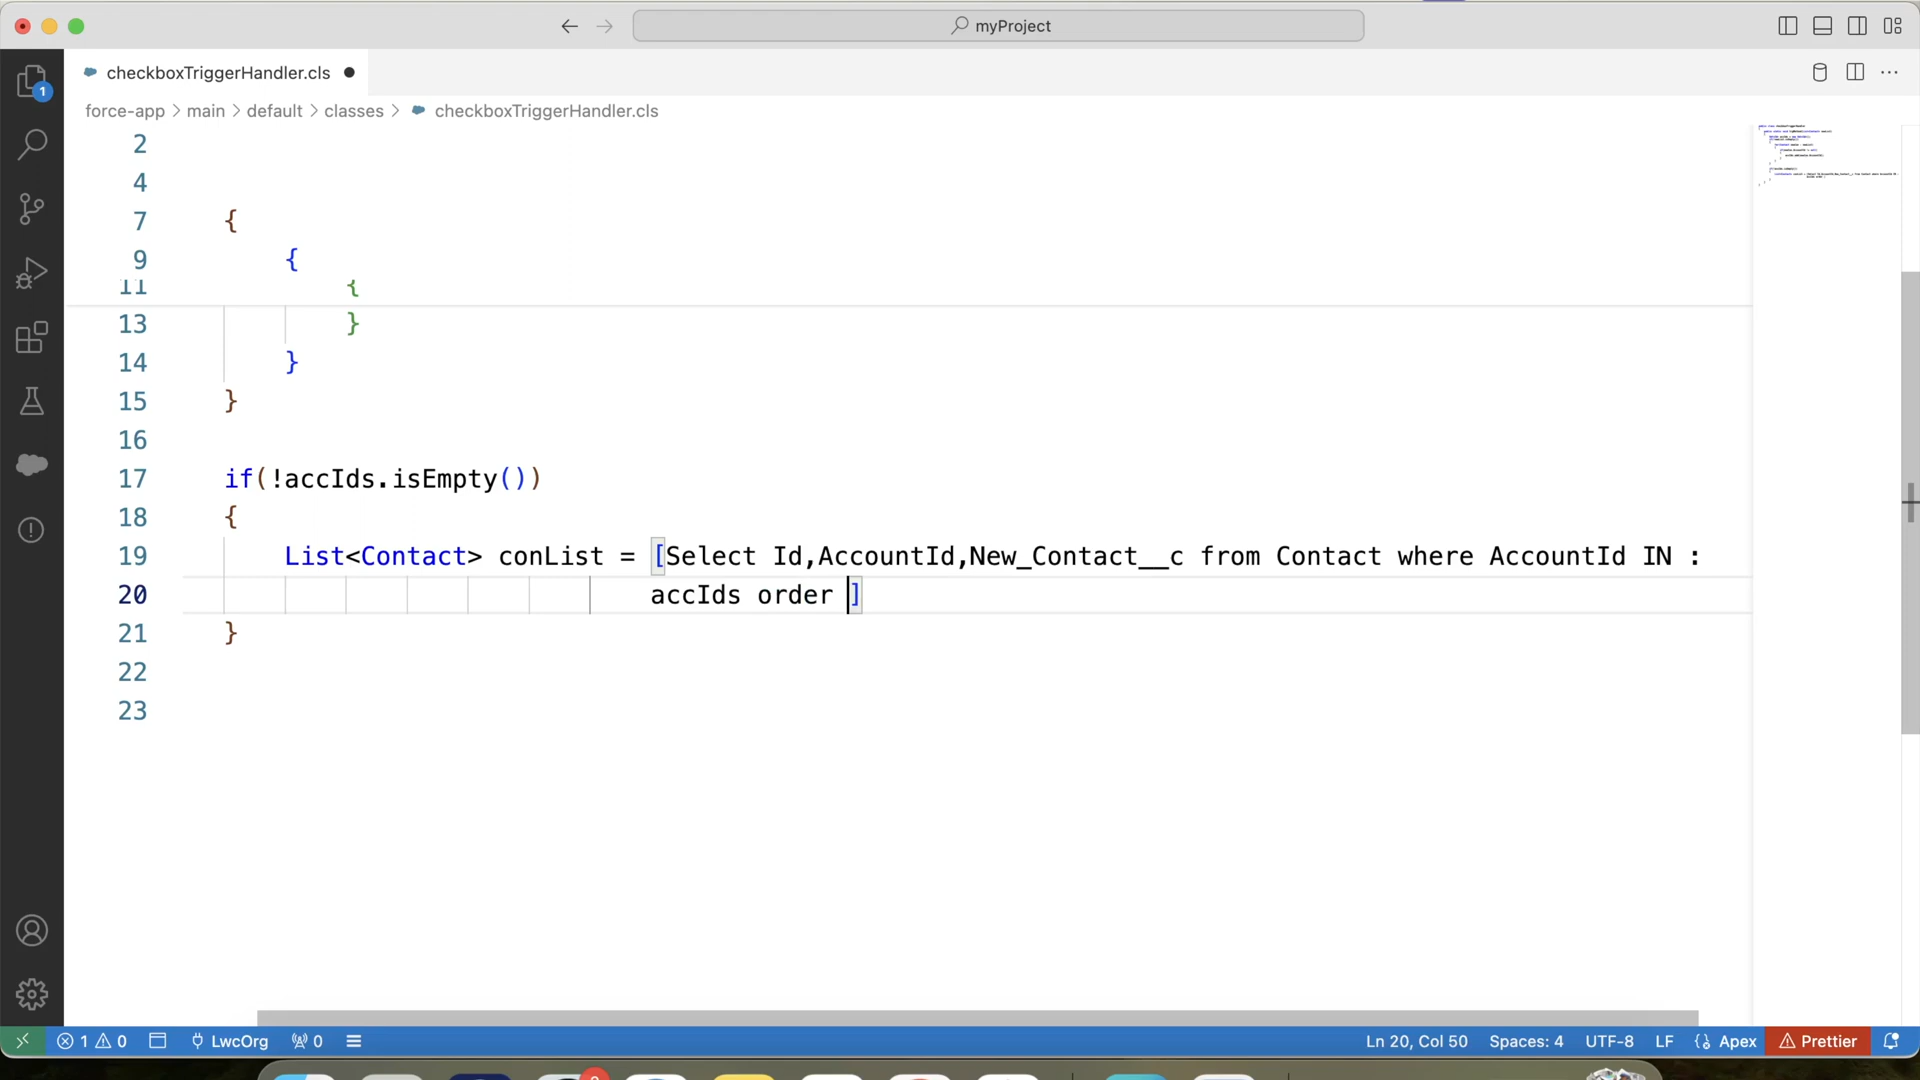 myProject
checkboxTriggerHandler.cls
force-app > main > default > classes > checkboxTriggerHandler.cls
1
2
4
7 {
9 {
11 {
13 }
14 }
15 }
16
17 if(!accIds.isEmpty())
18 {
19 List<Contact> conList = [Select Id,AccountId,New_Contact__c from Contact where AccountId IN :
20 accIds order ]
21 }
22
23
1 0 LwcOrg 0 Ln 20, Col 50 Spaces: 4 UTF-8 LF Apex Prettier